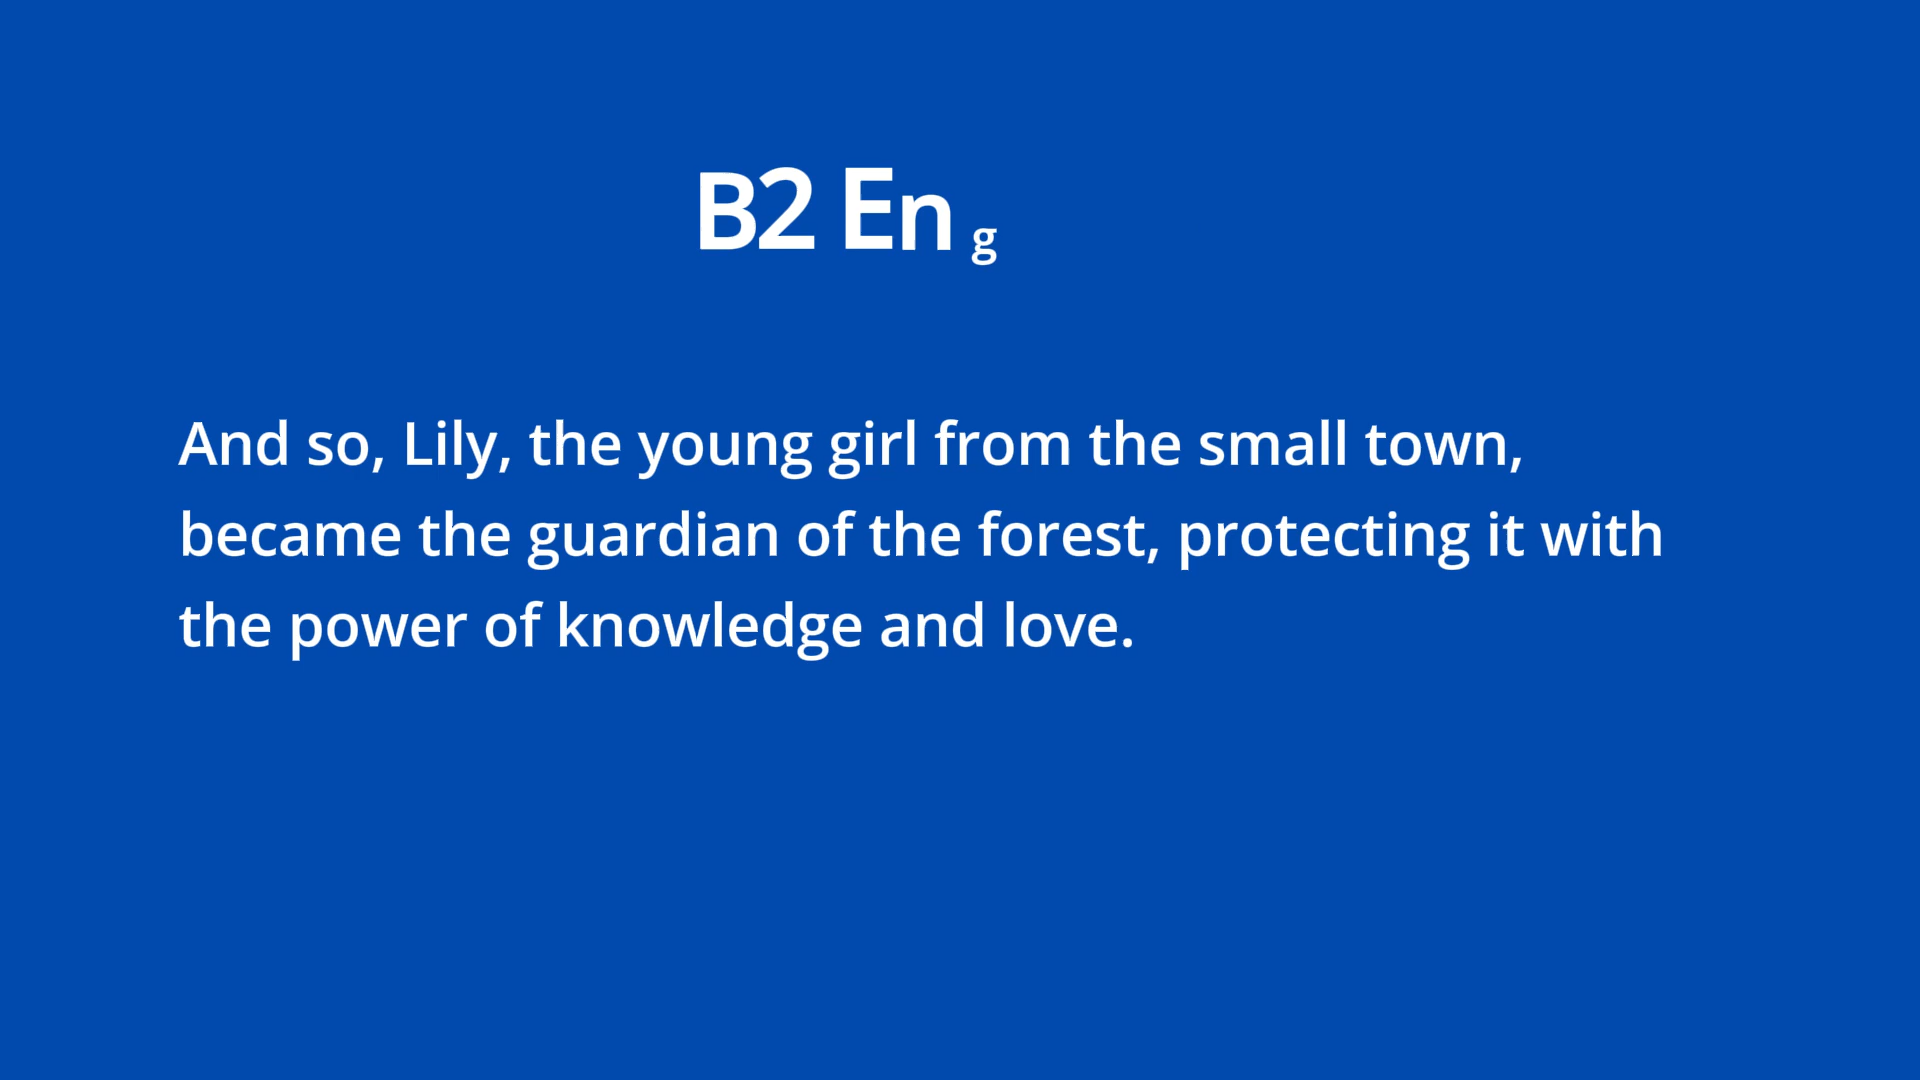 B2 Eng
And so, Lily, the young girl from the small town,
became the guardian of the forest, protecting it with
the power of knowledge and love.